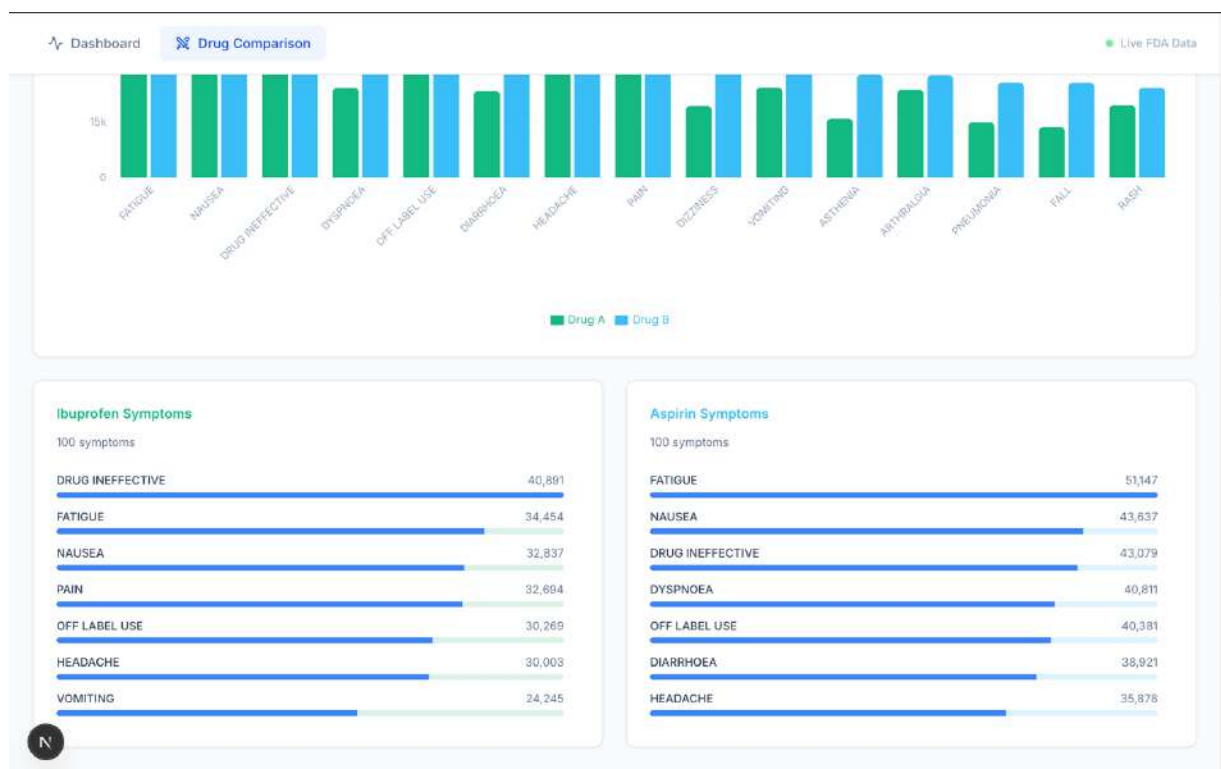 Dashboard Drug Comparison Live FDA Data
15k
0
FATIGUE NAUSEA DRUG INEFFECTIVE DYSPNOEA OFF LABEL USE DIARRHOEA HEADACHE PAIN DIZZINESS VOMITING ASTHENIA ARTHRALGIA PNEUMONIA FALL RASH
Drug A Drug B
Ibuprofen Symptoms
100 symptoms
DRUG INEFFECTIVE 40,891
FATIGUE 34,454
NAUSEA 32,837
PAIN 32,694
OFF LABEL USE 30,269
HEADACHE 30,003
VOMITING 24,245
Aspirin Symptoms
100 symptoms
FATIGUE 51,147
NAUSEA 43,637
DRUG INEFFECTIVE 43,079
DYSPNOEA 40,811
OFF LABEL USE 40,381
DIARRHOEA 38,921
HEADACHE 35,878
N